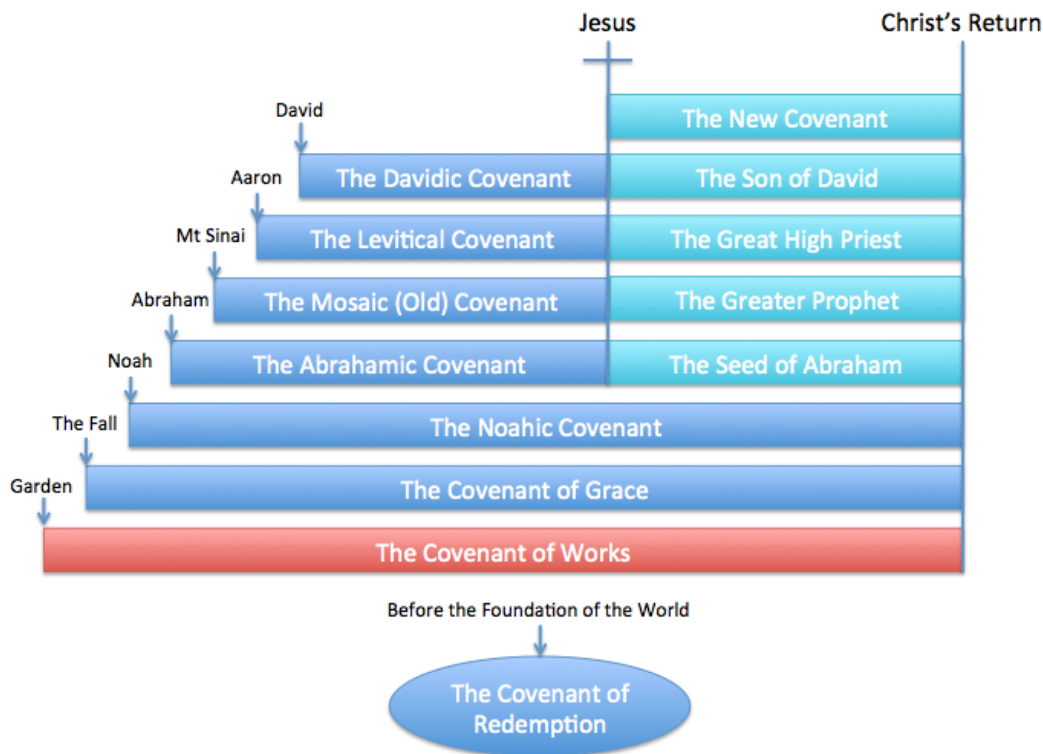 Jesus
Christ's Return
David
The New Covenant
Aaron
The Davidic Covenant
The Son of David
Mt Sinai
The Levitical Covenant
The Great High Priest
Abraham
The Mosaic (Old) Covenant
The Greater Prophet
Noah
The Abrahamic Covenant
The Seed of Abraham
The Fall
The Noahic Covenant
Garden
The Covenant of Grace
The Covenant of Works
Before the Foundation of the World
The Covenant of
Redemption